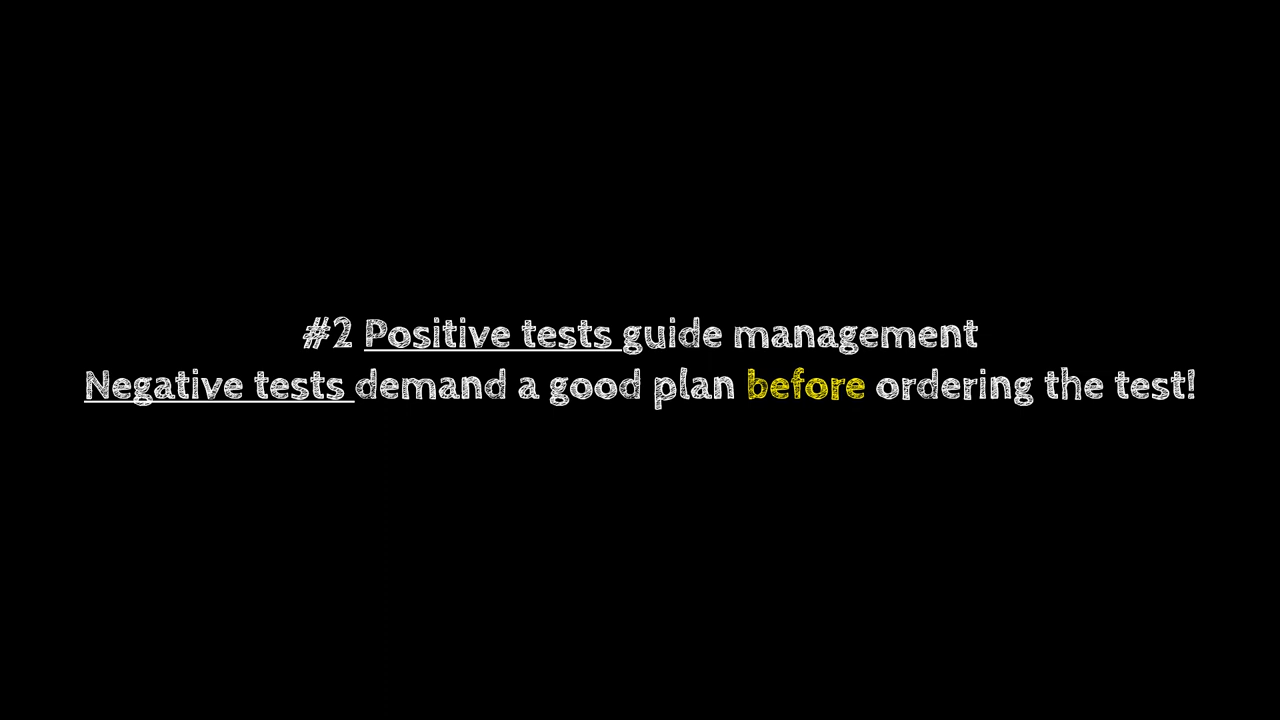 #2 Positive tests guide management
Negative tests demand a good plan before ordering the test!